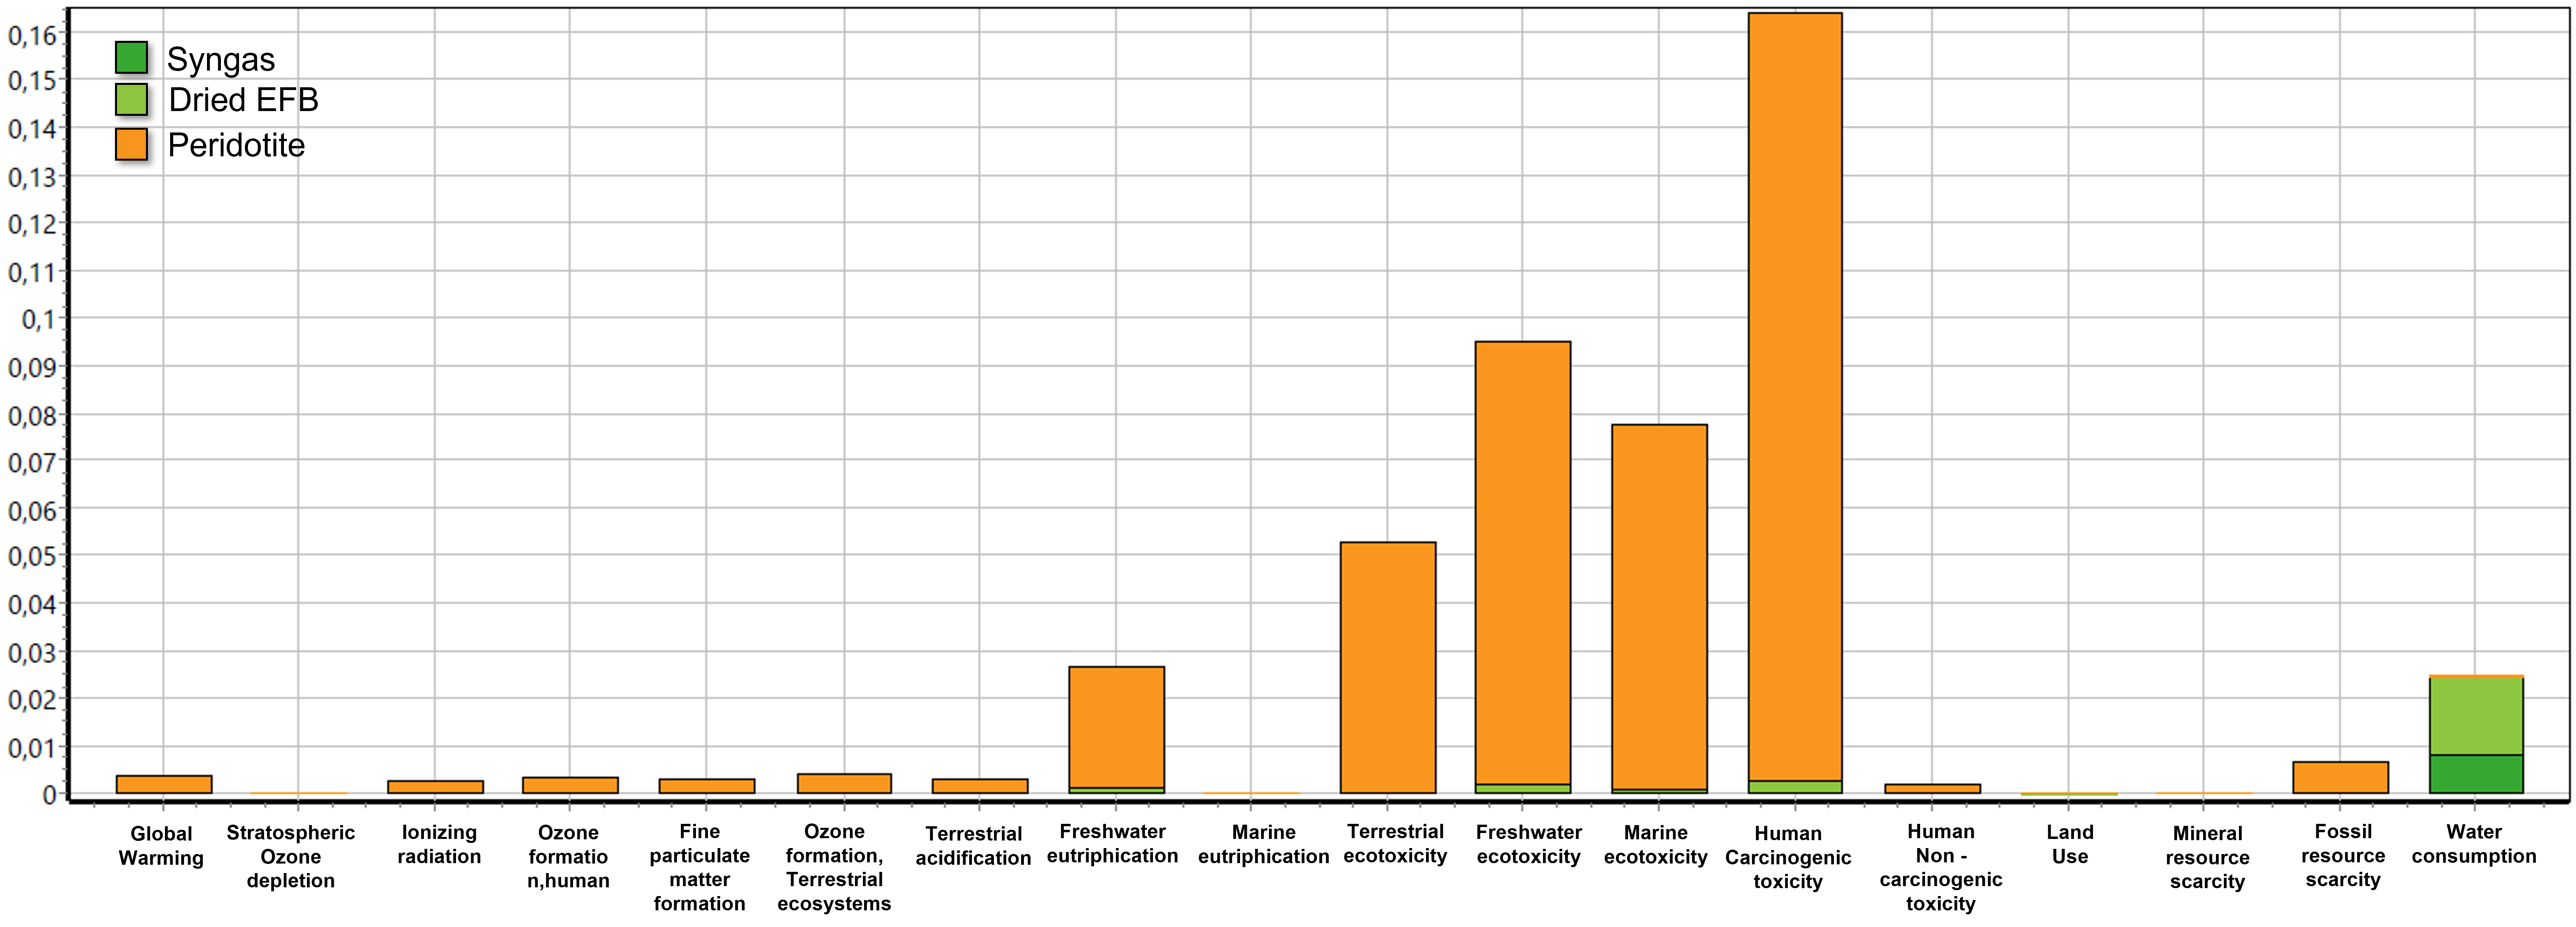 0,16
0,15
0,14
0,13
0,12
0,11
0,1
0,09
0,08
0,07
0,06
0,05
0,04
0,03
0,02
0,01
0
Syngas
Dried EFB
Peridotite
Global
Warming
Stratospheric
Ozone
depletion
Ionizing
radiation
Ozone
formatio
n,human
Fine
particulate
matter
formation
Ozone
formation,
Terrestrial
ecosystems
Terrestrial
acidification
Freshwater
eutriphication
Marine
eutriphication
Terrestrial
ecotoxicity
Freshwater
ecotoxicity
Marine
ecotoxicity
Human
Carcinogenic
toxicity
Human
Non -
carcinogenic
toxicity
Land
Use
Mineral
resource
scarcity
Fossil
resource
scarcity
Water
consumption